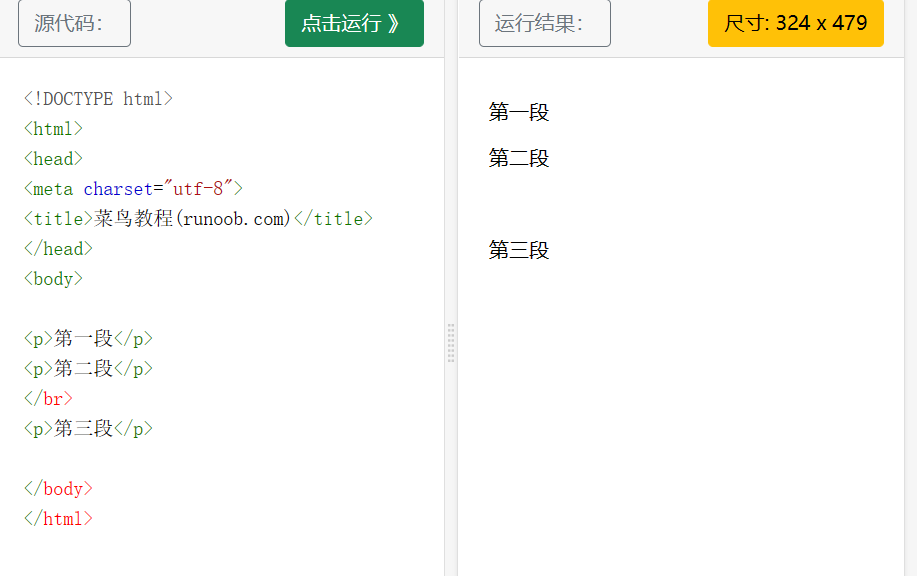 源代码：
点击运行 》
<!DOCTYPE html>
<html>
<head>
<meta charset="utf-8">
<title>菜鸟教程(runoob.com)</title>
</head>
<body>
<p>第一段</p>
<p>第二段</p>
</br>
<p>第三段</p>
</body>
</html>
运行结果：
尺寸: 324 x 479
第一段
第二段
第三段